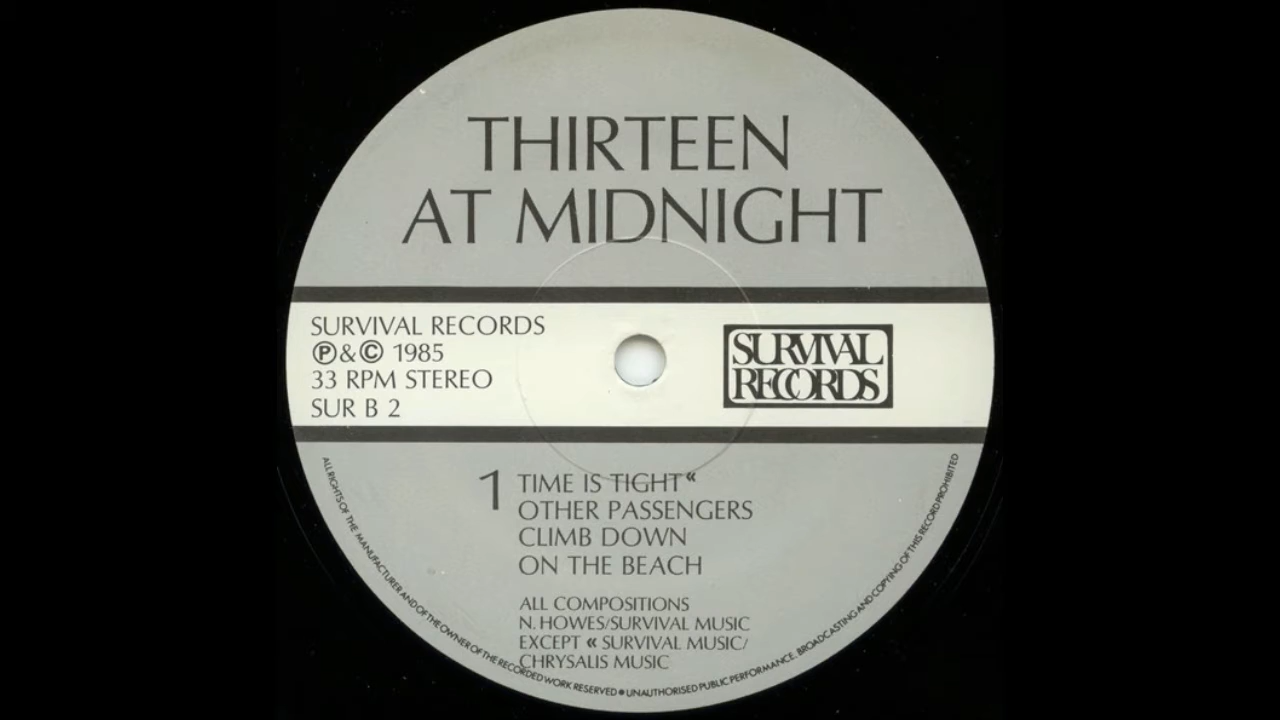 THIRTEEN
AT MIDNIGHT
SURVIVAL RECORDS
Ⓟ&© 1985
33 RPM STEREO
SUR B 2
SURVIVAL
RECORDS
1 TIME IS TIGHT «
OTHER PASSENGERS
CLIMB DOWN
ON THE BEACH
ALL COMPOSITIONS
N. HOWES/SURVIVAL MUSIC
EXCEPT « SURVIVAL MUSIC/
CHRYSALIS MUSIC
ALL RIGHTS OF THE MANUFACTURER AND OF THE OWNER OF THE RECORDED WORK RESERVED ● UNAUTHORISED PUBLIC PERFORMANCE, BROADCASTING AND COPYING OF THIS RECORD PROHIBITED